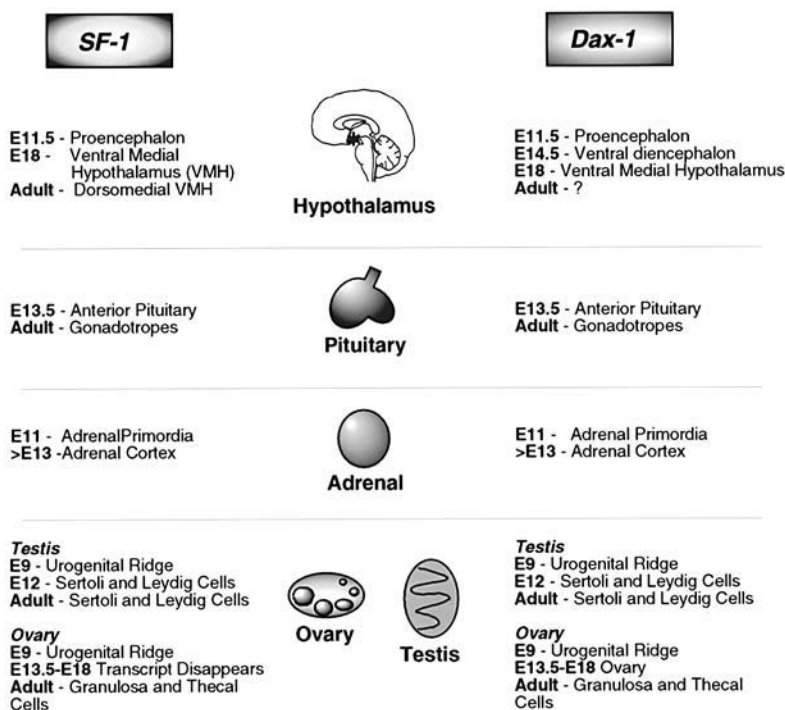 SF-1
Dax-1
E11.5 - Proencephalon
E18 - Ventral Medial
Hypothalamus (VMH)
Adult - Dorsomedial VMH
Hypothalamus
E11.5 - Proencephalon
E14.5 - Ventral diencephalon
E18 - Ventral Medial Hypothalamus
Adult - ?
E13.5 - Anterior Pituitary
Adult - Gonadotropes
Pituitary
E13.5 - Anterior Pituitary
Adult - Gonadotropes
E11 - AdrenalPrimordia
>E13 -Adrenal Cortex
Adrenal
E11 - Adrenal Primordia
>E13 - Adrenal Cortex
Testis
E9 - Urogenital Ridge
E12 - Sertoli and Leydig Cells
Adult - Sertoli and Leydig Cells
Ovary
E9 - Urogenital Ridge
E13.5-E18 Transcript Disappears
Adult - Granulosa and Thecal
Cells
Ovary
Testis
Testis
E9 - Urogenital Ridge
E12 - Sertoli and Leydig Cells
Adult - Sertoli and Leydig Cells
Ovary
E9 - Urogenital Ridge
E13.5-E18 Ovary
Adult - Granulosa and Thecal
Cells